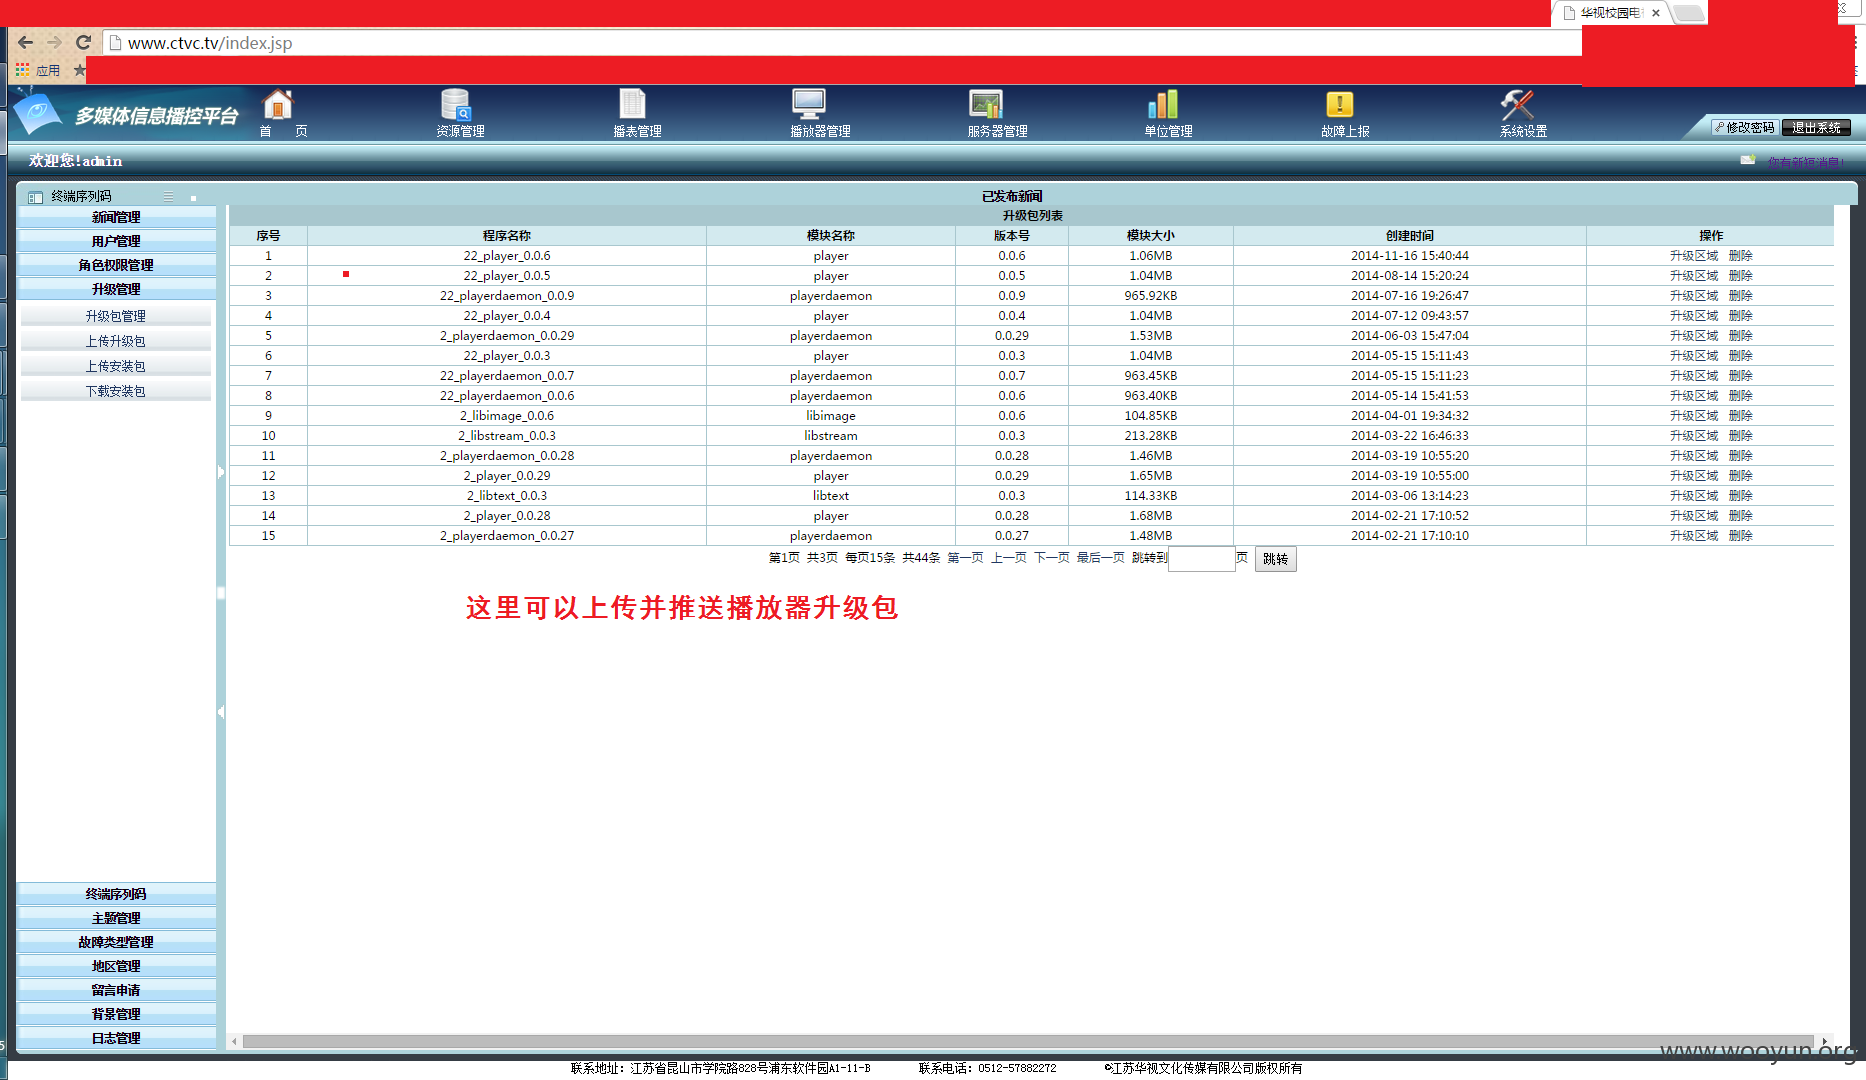 华视校园电
www.ctvc.tv/index.jsp
应用
多媒体信息播控平台
首 页 资源管理 播表管理 播放器管理 服务器管理 单位管理 故障上报 系统设置
修改密码 退出系统
欢迎您!admin
您有新短消息!
终端序列码
已发布新闻
新闻管理
用户管理
角色权限管理
升级管理
升级包管理
上传升级包
上传安装包
下载安装包
升级包列表
序号 程序名称 模块名称 版本号 模块大小 创建时间 操作
1 22_player_0.0.6 player 0.0.6 1.06MB 2014-11-16 15:40:44 升级区域 删除
2 22_player_0.0.5 player 0.0.5 1.04MB 2014-08-14 15:20:24 升级区域 删除
3 22_playerdaemon_0.0.9 playerdaemon 0.0.9 965.92KB 2014-07-16 19:26:47 升级区域 删除
4 22_player_0.0.4 player 0.0.4 1.04MB 2014-07-12 09:43:57 升级区域 删除
5 2_playerdaemon_0.0.29 playerdaemon 0.0.29 1.53MB 2014-06-03 15:47:04 升级区域 删除
6 22_player_0.0.3 player 0.0.3 1.04MB 2014-05-15 15:11:43 升级区域 删除
7 22_playerdaemon_0.0.7 playerdaemon 0.0.7 963.45KB 2014-05-15 15:11:23 升级区域 删除
8 22_playerdaemon_0.0.6 playerdaemon 0.0.6 963.40KB 2014-05-14 15:41:53 升级区域 删除
9 2_libimage_0.0.6 libimage 0.0.6 104.85KB 2014-04-01 19:34:32 升级区域 删除
10 2_libstream_0.0.3 libstream 0.0.3 213.28KB 2014-03-22 16:46:33 升级区域 删除
11 2_playerdaemon_0.0.28 playerdaemon 0.0.28 1.46MB 2014-03-19 10:55:20 升级区域 删除
12 2_player_0.0.29 player 0.0.29 1.65MB 2014-03-19 10:55:00 升级区域 删除
13 2_libtext_0.0.3 libtext 0.0.3 114.33KB 2014-03-06 13:14:23 升级区域 删除
14 2_player_0.0.28 player 0.0.28 1.68MB 2014-02-21 17:10:52 升级区域 删除
15 2_playerdaemon_0.0.27 playerdaemon 0.0.27 1.48MB 2014-02-21 17:10:10 升级区域 删除
第1页 共3页 每页15条 共44条 第一页 上一页 下一页 最后一页 跳转到 页 跳转
这里可以上传并推送播放器升级包
终端序列码
主题管理
故障类型管理
地区管理
留言申请
背景管理
日志管理
www.wooyun.org
联系地址：江苏省昆山市学院路828号浦东软件园A1-11-B 联系电话：0512-57882272 ©江苏华视文化传媒有限公司版权所有